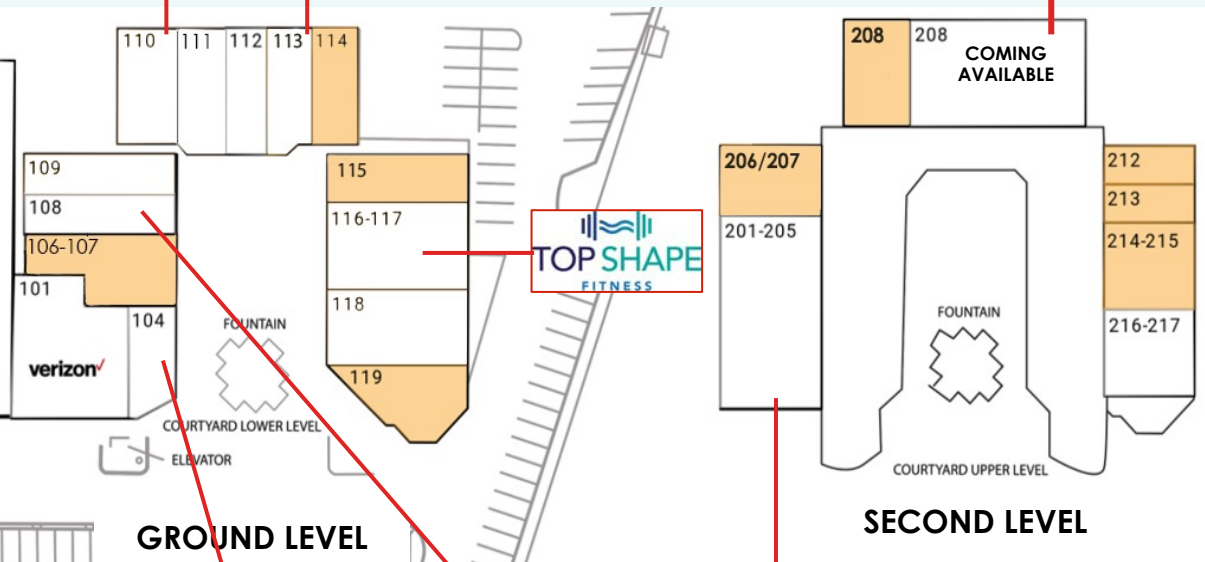 110
111
112
113
114
109
108
106-107
101
verizon
104
115
116-117
118
119
FOUNTAIN
COURTYARD LOWER LEVEL
ELEVATOR
GROUND LEVEL
TOP SHAPE
FITNESS
208
208
COMING
AVAILABLE
206/207
201-205
212
213
214-215
216-217
FOUNTAIN
COURTYARD UPPER LEVEL
SECOND LEVEL